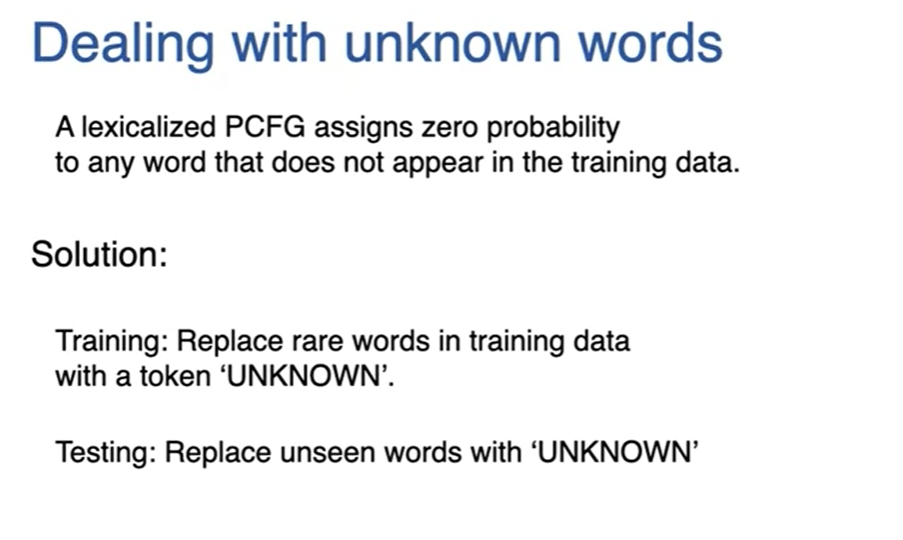 Dealing with unknown words
A lexicalized PCFG assigns zero probability
to any word that does not appear in the training data.
Solution:
Training: Replace rare words in training data
with a token ‘UNKNOWN’.
Testing: Replace unseen words with ‘UNKNOWN’